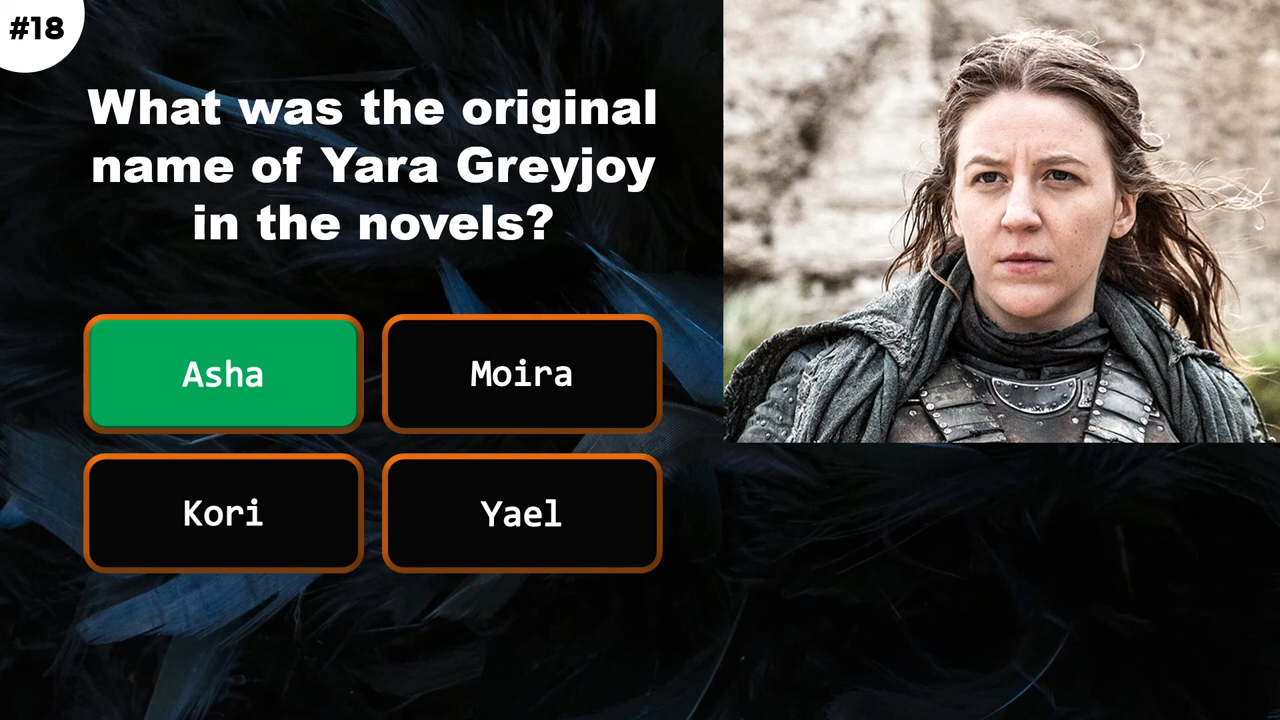 #18
What was the original
name of Yara Greyjoy
in the novels?
Asha
Moira
Kori
Yael